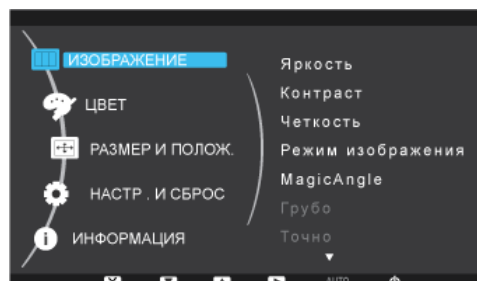 ИЗОБРАЖЕНИЕ
ЦВЕТ
РАЗМЕР И ПОЛОЖ.
НАСТР . И СБРОС
ИНФОРМАЦИЯ
Яркость
Контраст
Четкость
Режим изображения
MagicAngle
Грубо
Точно
AUTO